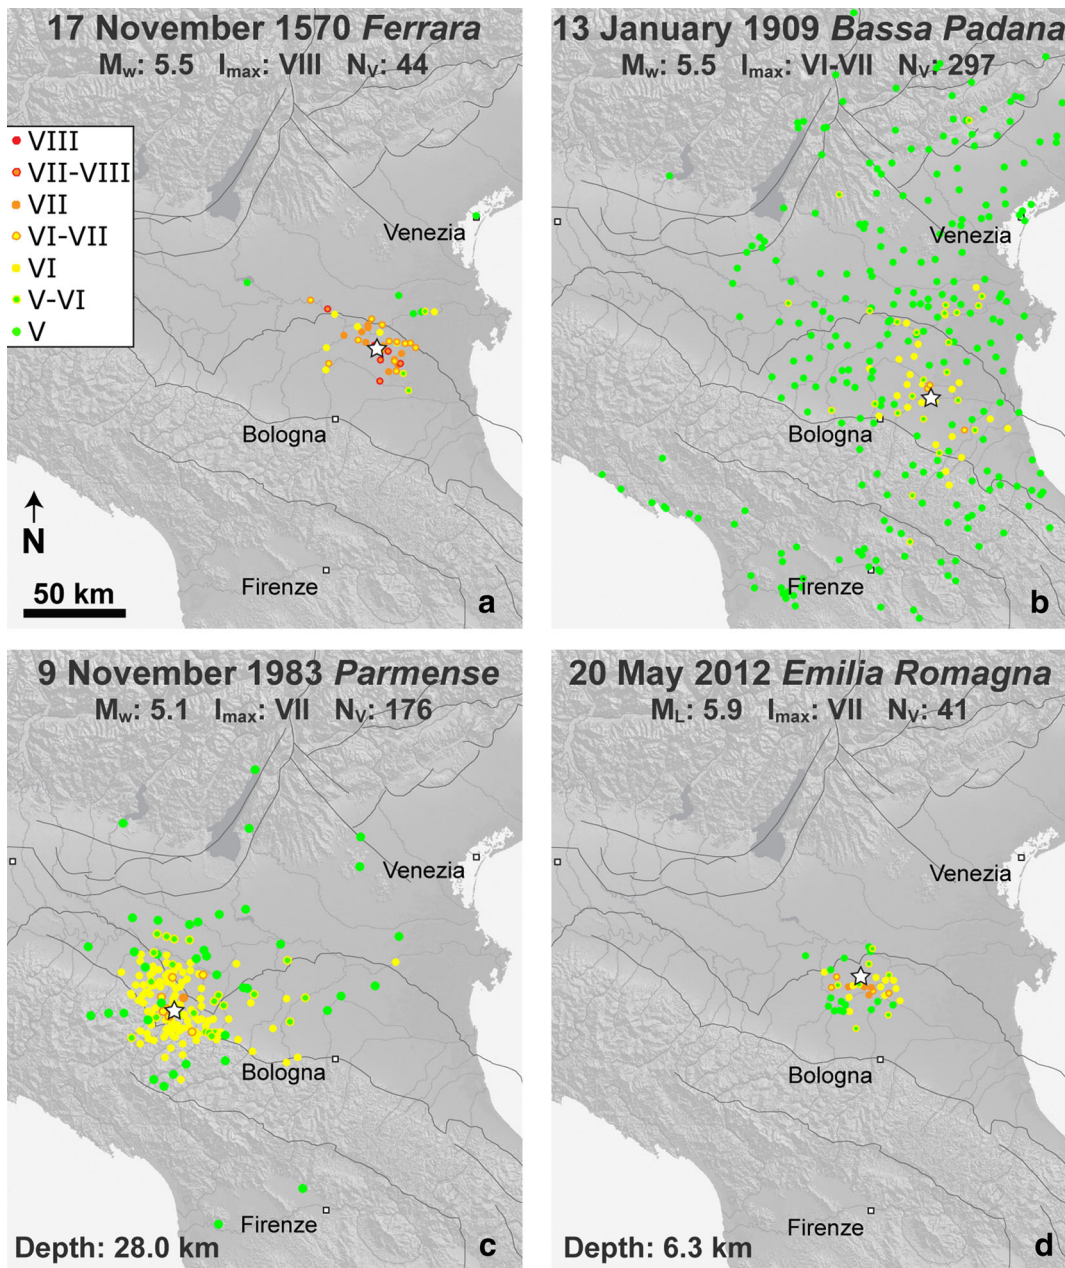 17 November 1570 Ferrara
Mw: 5.5 Imax: VIII NV: 44
VIII
VII-VIII
VII
VI-VII
VI
V-VI
V
Venezia
Bologna
N
50 km
Firenze
a
13 January 1909 Bassa Padana
Mw: 5.5 Imax: VI-VII NV: 297
Venezia
Bologna
Firenze
b
9 November 1983 Parmense
Mw: 5.1 Imax: VII NV: 176
Venezia
Bologna
Firenze
Depth: 28.0 km
c
20 May 2012 Emilia Romagna
ML: 5.9 Imax: VII NV: 41
Venezia
Bologna
Firenze
Depth: 6.3 km
d